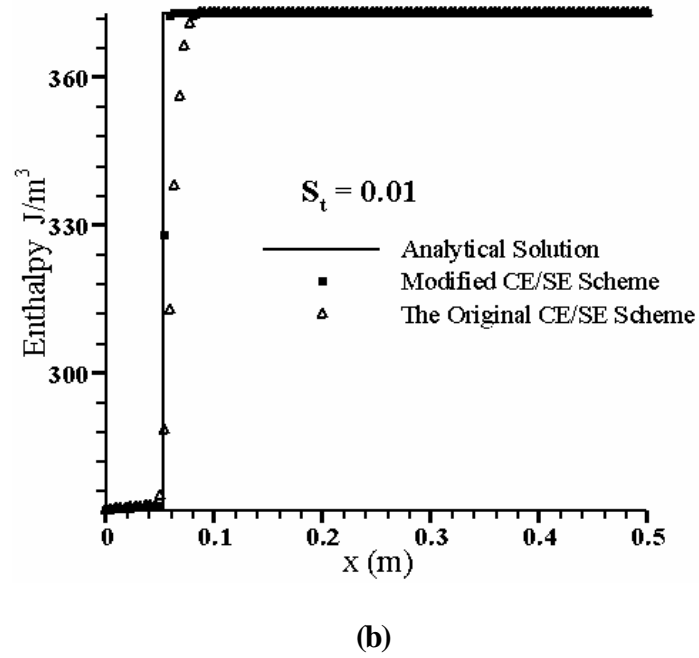 360
330
300
Enthalpy J/m³
S_t = 0.01
Analytical Solution
Modified CE/SE Scheme
The Original CE/SE Scheme
0 0.1 0.2 0.3 0.4 0.5
x (m)
(b)